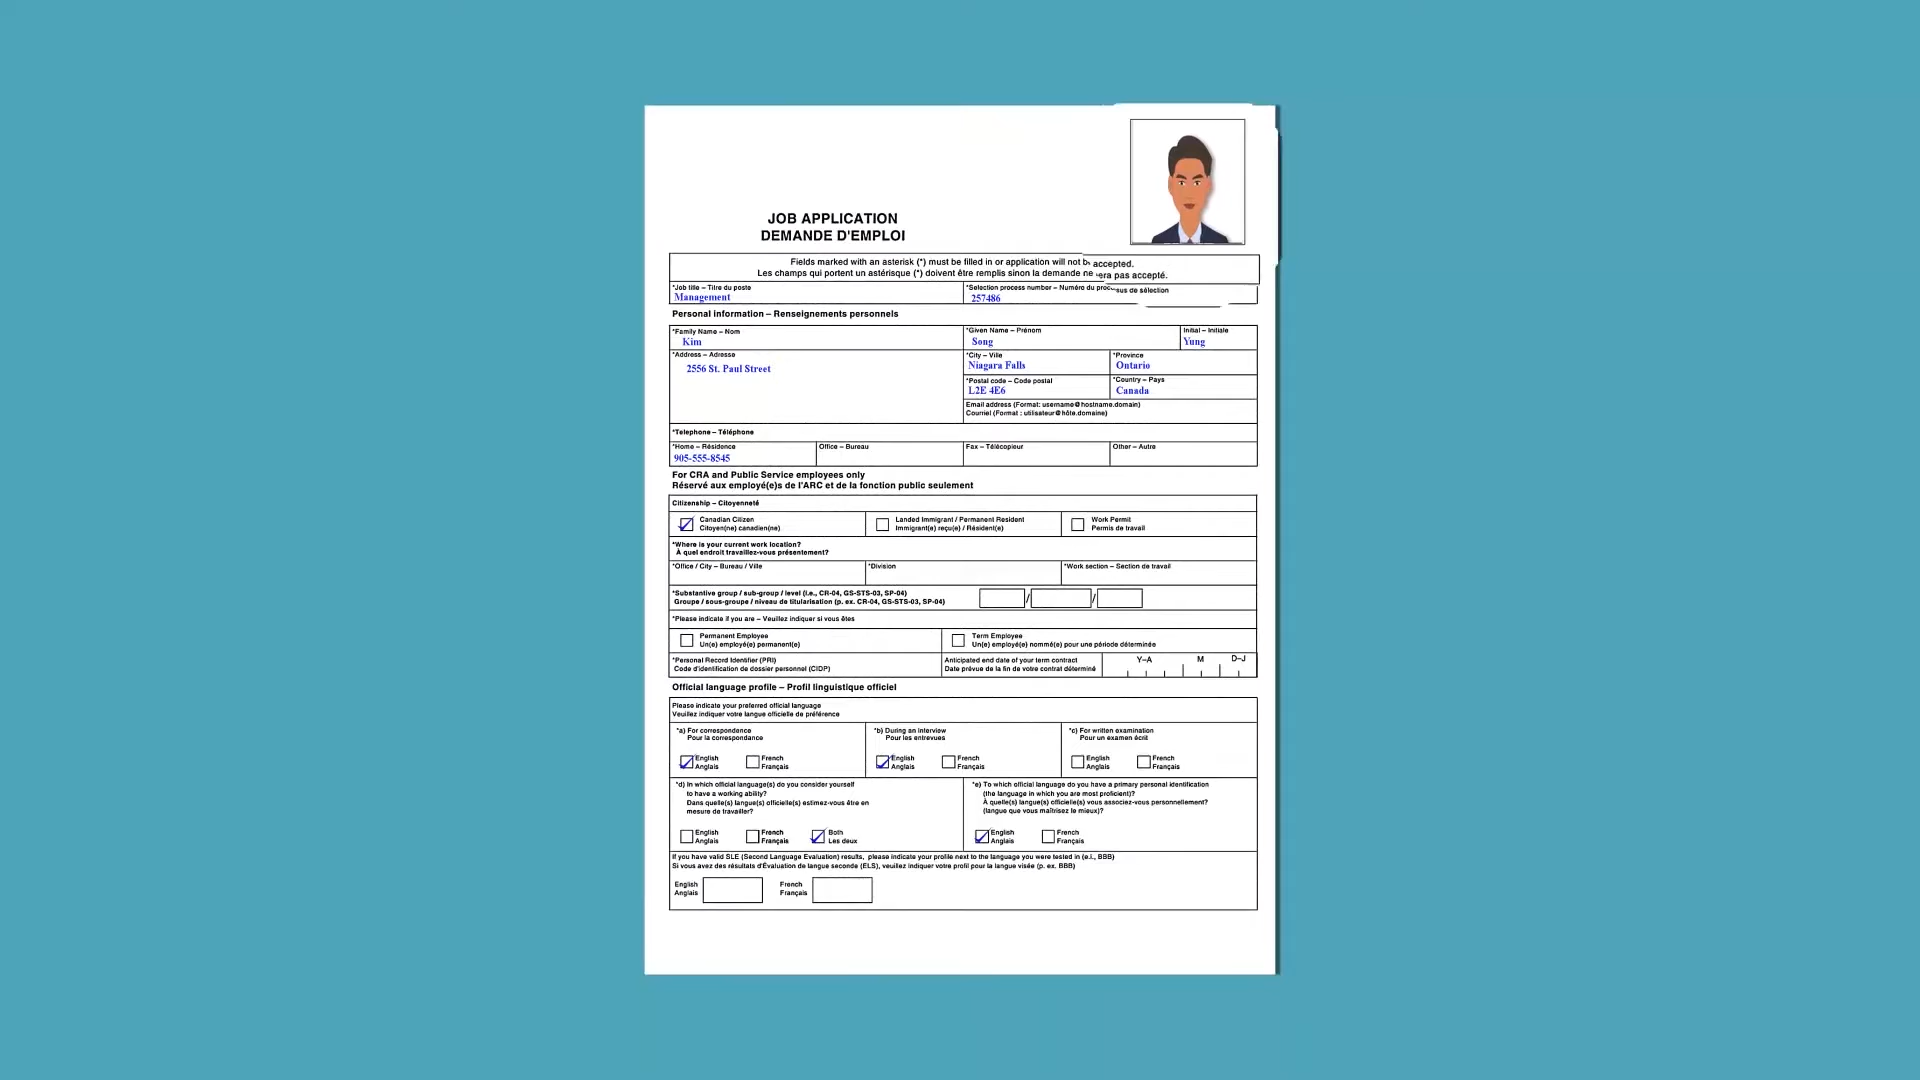 JOB APPLICATION
DEMANDE D'EMPLOI
Fields marked with an asterisk (*) must be filled in or application will not b accepted.
Les champs qui portent un astérisque (*) doivent être remplis sinon la demande ne era pas accepté.
*Job title – Titre du poste
Management
*Selection process number – Numéro du proc sus de sélection
257486
Personal information – Renseignements personnels
*Family Name – Nom
Kim
*Given Name – Prénom
Song
Initial – Initiale
Yung
*Address – Adresse
2556 St. Paul Street
*City – Ville
Niagara Falls
*Province
Ontario
*Postal code – Code postal
L2E 4E6
*Country – Pays
Canada
Email address (Format: username@hostname.domain)
Courriel (Format : utilisateur@hôte.domaine)
*Telephone – Téléphone
*Home – Résidence
905-555-8545
Office – Bureau
Fax – Télécopieur
Other – Autre
For CRA and Public Service employees only
Réservé aux employé(e)s de l'ARC et de la fonction public seulement
Citizenship – Citoyenneté
Canadian Citizen
Citoyen(ne) canadien(ne)
Landed Immigrant / Permanent Resident
Immigrant(e) reçu(e) / Résident(e)
Work Permit
Permis de travail
*Where is your current work location?
À quel endroit travaillez-vous présentement?
*Office / City – Bureau / Ville
*Division
*Work section – Section de travail
*Substantive group / sub-group / level (i.e., CR-04, GS-STS-03, SP-04)
Groupe / sous-groupe / niveau de titularisation (p. ex. CR-04, GS-STS-03, SP-04)
/ /
*Please indicate if you are – Veuillez indiquer si vous êtes
Permanent Employee
Un(e) employé(e) permanent(e)
Term Employee
Un(e) employé(e) nommé(e) pour une période déterminée
*Personal Record Identifier (PRI)
Code d'identification de dossier personnel (CIDP)
Anticipated end date of your term contract
Date prévue de la fin de votre contrat déterminé
Y–A M D–J
Official language profile – Profil linguistique officiel
Please indicate your preferred official language
Veuillez indiquer votre langue officielle de préférence
*a) For correspondence
Pour la correspondance
English
Anglais
French
Français
*b) During an interview
Pour les entrevues
English
Anglais
French
Français
*c) For written examination
Pour un examen écrit
English
Anglais
French
Français
*d) In which official language(s) do you consider yourself
to have a working ability?
Dans quelle(s) langue(s) officielle(s) estimez-vous être en
mesure de travailler?
English
Anglais
French
Français
Both
Les deux
*e) To which official language do you have a primary personal identification
(the language in which you are most proficient)?
À quelle(s) langue(s) officielle(s) vous associez-vous personnellement?
(langue que vous maîtrisez le mieux)?
English
Anglais
French
Français
If you have valid SLE (Second Language Evaluation) results, please indicate your profile next to the language you were tested in (e.i., BBB)
Si vous avez des résultats d'Évaluation de langue seconde (ELS), veuillez indiquer votre profil pour la langue visée (p. ex. BBB)
English
Anglais
French
Français